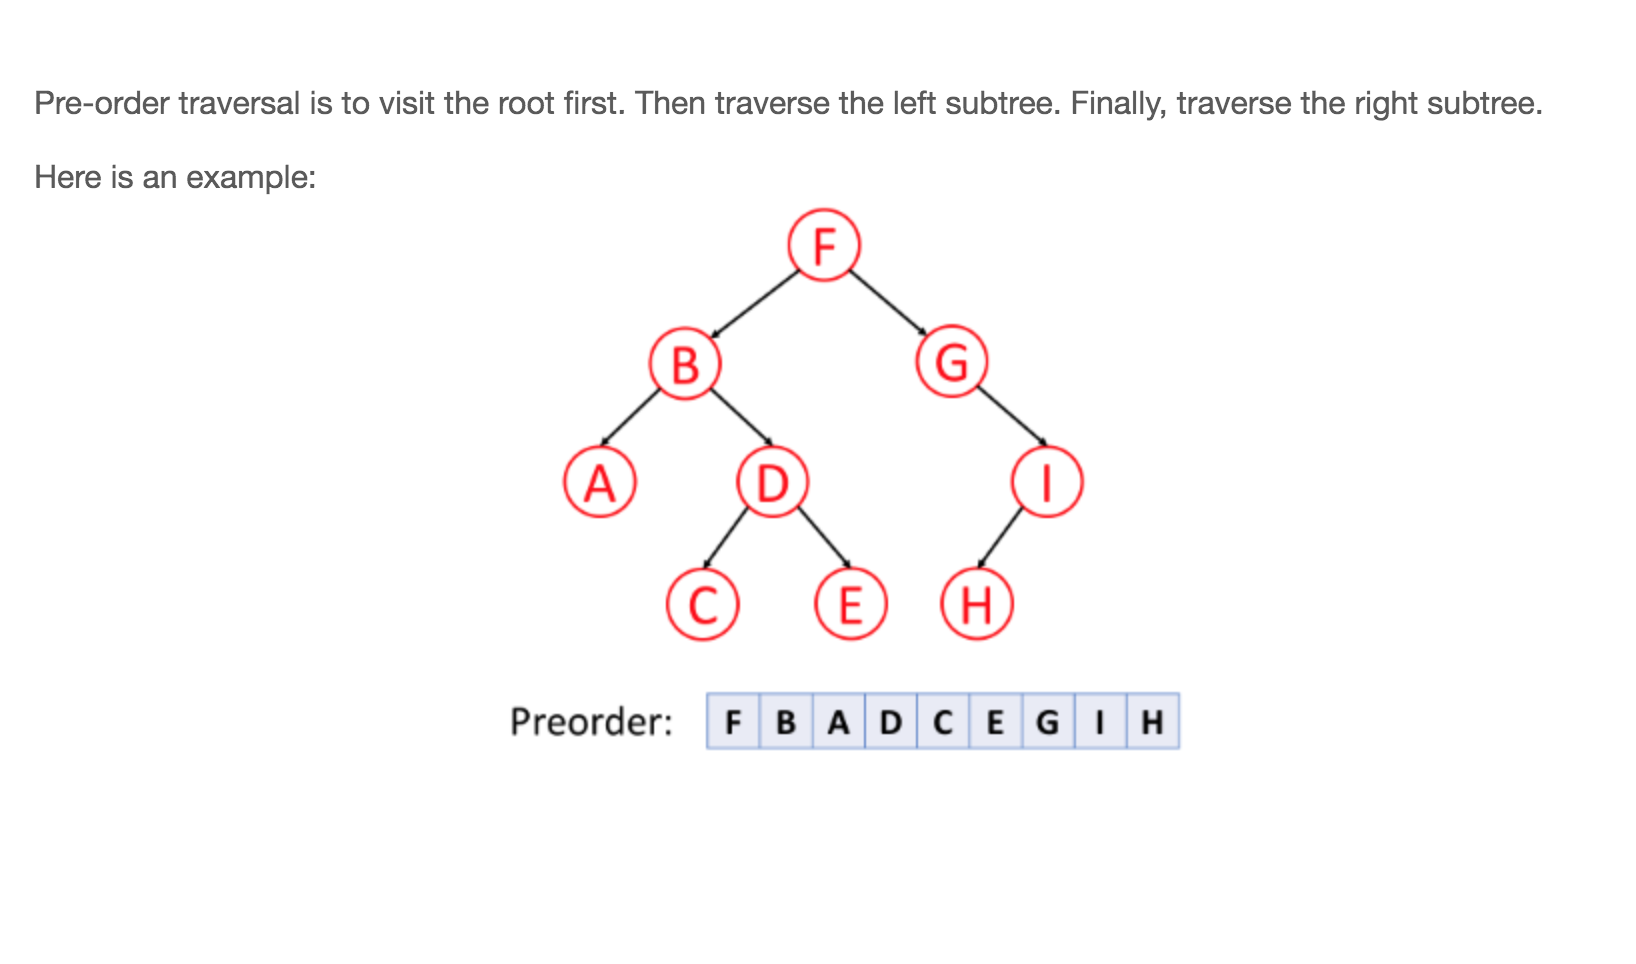 Pre-order traversal is to visit the root first. Then traverse the left subtree. Finally, traverse the right subtree.
Here is an example:
F
B G
A D I
C E H
Preorder: F B A D C E G I H